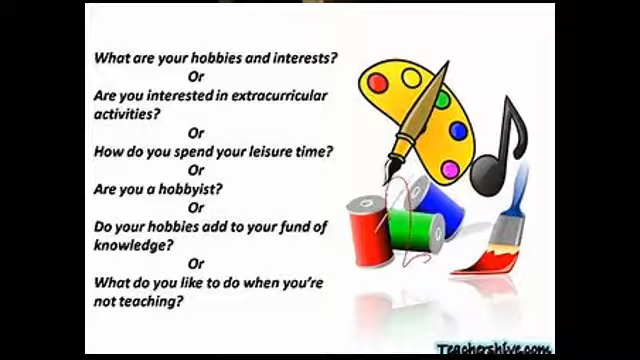 What are your hobbies and interests?
Or
Are you interested in extracurricular
activities?
Or
How do you spend your leisure time?
Or
Are you a hobbyist?
Or
Do your hobbies add to your fund of
knowledge?
Or
What do you like to do when you're
not teaching?
Teachershive.com